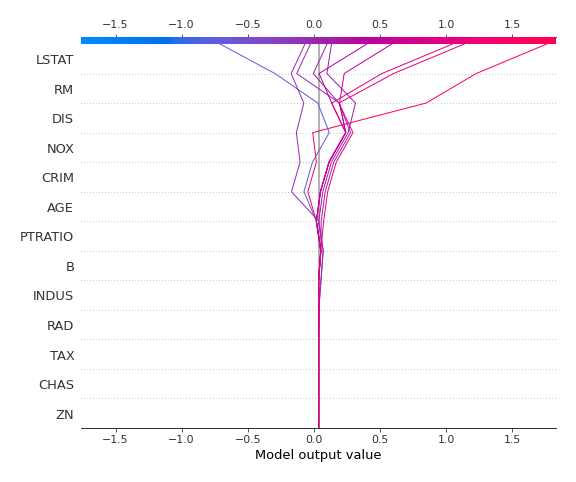 −1.5 −1.0 −0.5 0.0 0.5 1.0 1.5
LSTAT
RM
DIS
NOX
CRIM
AGE
PTRATIO
B
INDUS
RAD
TAX
CHAS
ZN
−1.5 −1.0 −0.5 0.0 0.5 1.0 1.5
Model output value